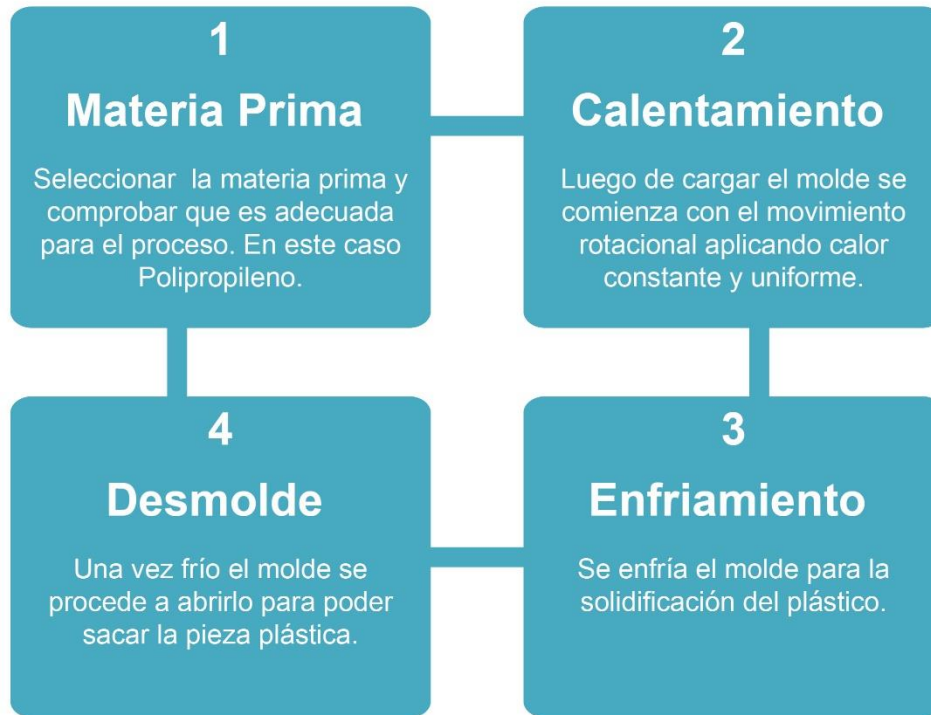 1
Materia Prima
Seleccionar la materia prima y
comprobar que es adecuada
para el proceso. En este caso
Polipropileno.
2
Calentamiento
Luego de cargar el molde se
comienza con el movimiento
rotacional aplicando calor
constante y uniforme.
4
Desmolde
Una vez frío el molde se
procede a abrirlo para poder
sacar la pieza plástica.
3
Enfriamiento
Se enfría el molde para la
solidificación del plástico.